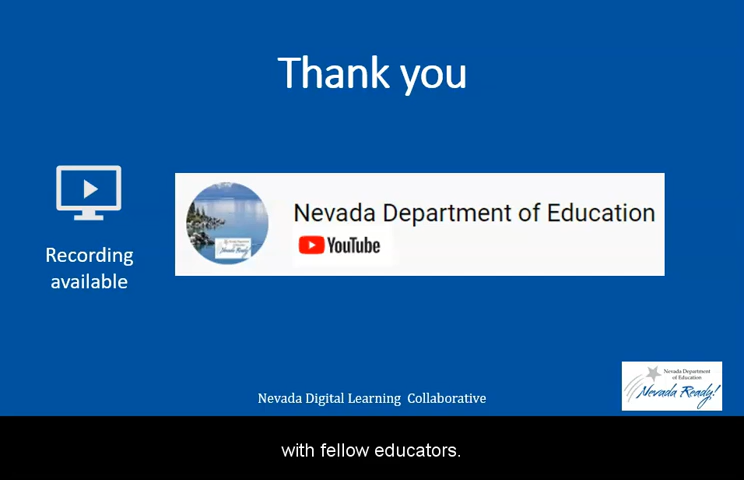 Thank you
Nevada Department of Education
YouTube
Recording
available
Nevada Department
of Education
Nevada Ready!
Nevada Digital Learning Collaborative
with fellow educators.